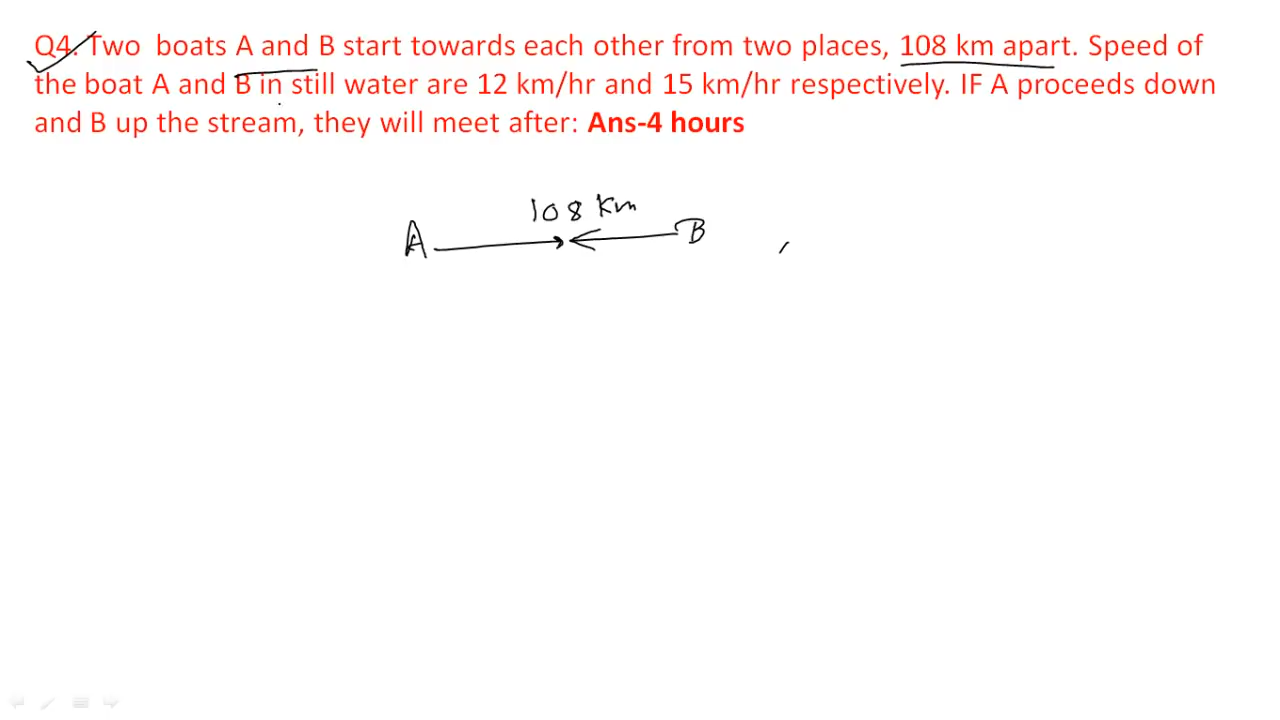 Q4. Two boats A and B start towards each other from two places, 108 km apart. Speed of
the boat A and B in still water are 12 km/hr and 15 km/hr respectively. IF A proceeds down
and B up the stream, they will meet after: Ans-4 hours
108 Km
A B